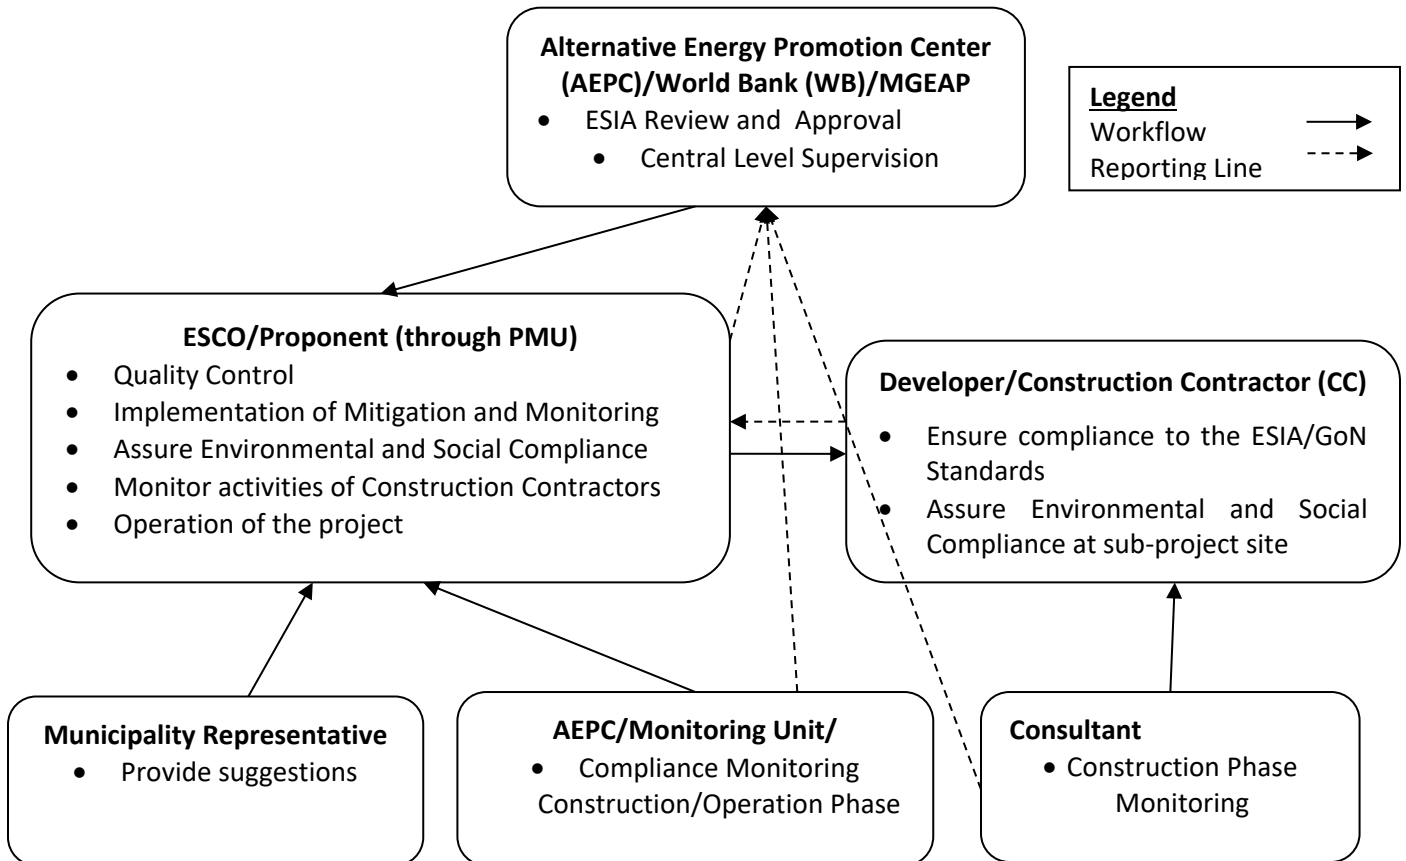 Alternative Energy Promotion Center
(AEPC)/World Bank (WB)/MGEAP
• ESIA Review and Approval
• Central Level Supervision
Legend
Workflow
Reporting Line
ESCO/Proponent (through PMU)
• Quality Control
• Implementation of Mitigation and Monitoring
• Assure Environmental and Social Compliance
• Monitor activities of Construction Contractors
• Operation of the project
Developer/Construction Contractor (CC)
• Ensure compliance to the ESIA/GoN
Standards
• Assure Environmental and Social
Compliance at sub-project site
Municipality Representative
• Provide suggestions
AEPC/Monitoring Unit/
• Compliance Monitoring
Construction/Operation Phase
Consultant
• Construction Phase
Monitoring